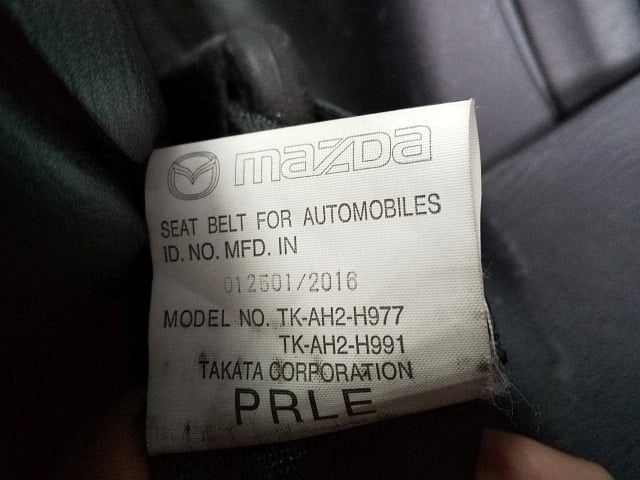 mazda
SEAT BELT FOR AUTOMOBILES
ID. NO. MFD. IN
012501/2016
MODEL NO. TK-AH2-H977
TK-AH2-H991
TAKATA CORPORATION
PRLE